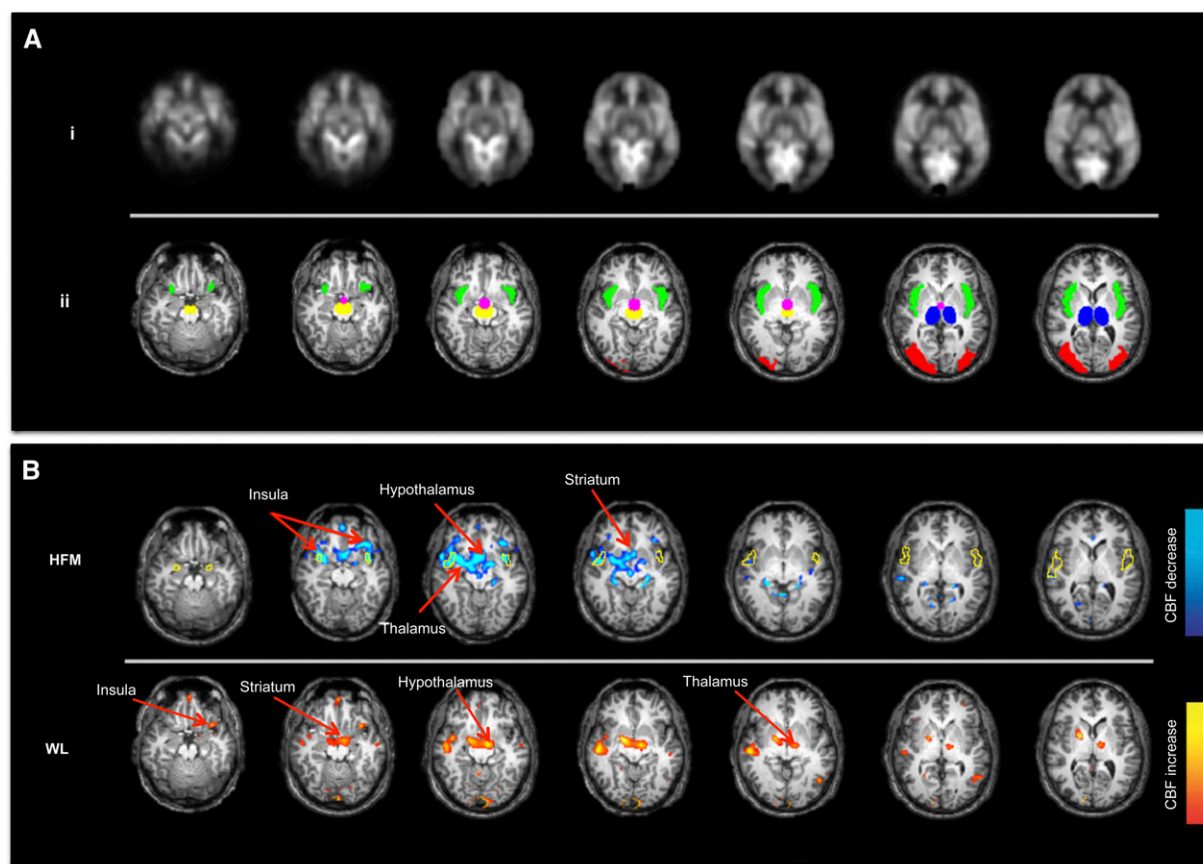 A
i
ii
B
Insula
Hypothalamus
Striatum
HFM
Thalamus
CBF decrease
Insula
Striatum
Hypothalamus
Thalamus
WL
CBF increase